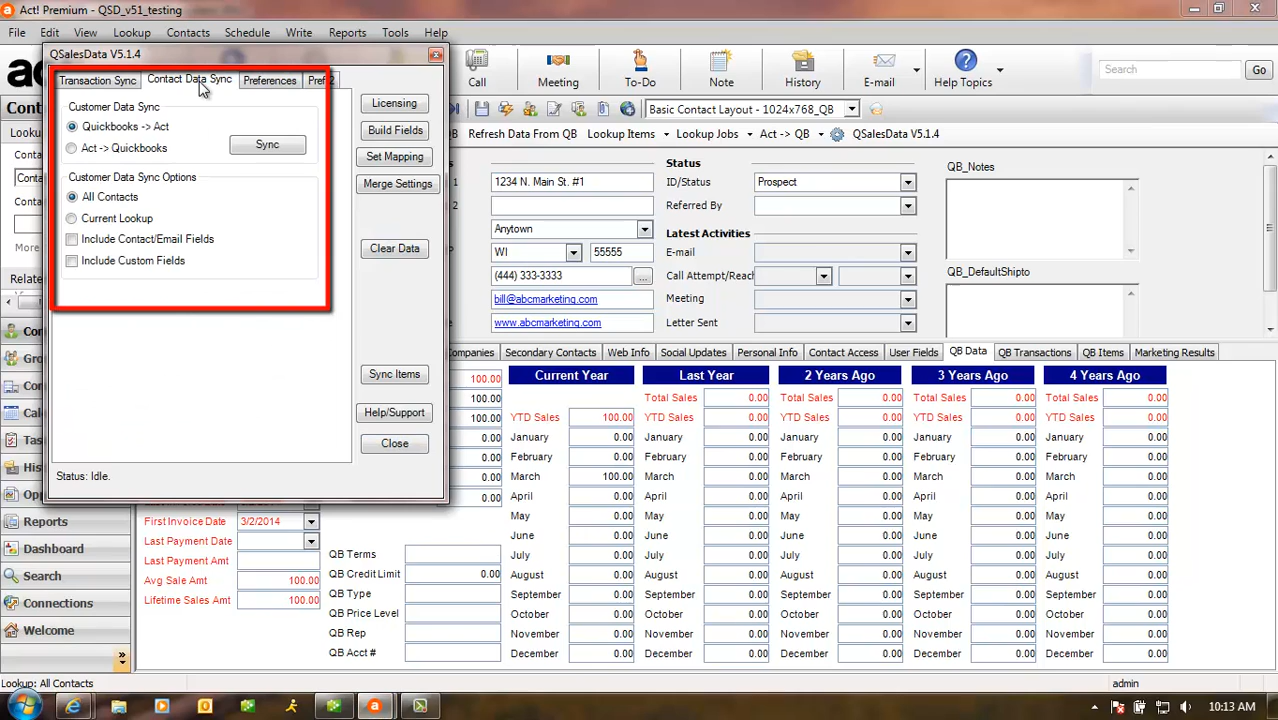 Act! Premium - QSD_v51_testing
File Edit View Lookup Contacts Schedule Write Reports Tools Help
QSalesData V5.1.4
Call Meeting To-Do Note History E-mail Help Topics Search Go
Transaction Sync Contact Data Sync Preferences
Customer Data Sync
Quickbooks -> Act
Act -> Quickbooks
Sync
Customer Data Sync Options
All Contacts
Current Lookup
Include Contact/Email Fields
Include Custom Fields
Licensing
Build Fields
Set Mapping
Merge Settings
Clear Data
Sync Items
Help/Support
Close
Status: Idle.
Basic Contact Layout - 1024x768_QB
QB Refresh Data From QB Lookup Items Lookup Jobs Act -> QB QSalesData V5.1.4
1 1234 N. Main St. #1
2
Anytown
WI 55555
(444) 333-3333 ...
bill@abcmarketing.com
www.abcmarketing.com
Status
ID/Status Prospect
Referred By
Latest Activities
E-mail
Call Attempt/Reach
Meeting
Letter Sent
QB_Notes
QB_DefaultShipto
Companies Secondary Contacts Web Info Social Updates Personal Info Contact Access User Fields QB Data QB Transactions QB Items Marketing Results
100.00 Current Year Last Year 2 Years Ago 3 Years Ago 4 Years Ago
100.00 Total Sales 0.00 Total Sales 0.00 Total Sales 0.00 Total Sales 0.00
100.00 YTD Sales 100.00 YTD Sales 0.00 YTD Sales 0.00 YTD Sales 0.00 YTD Sales 0.00
0.00 January 0.00 January 0.00 January 0.00 January 0.00 January 0.00
0.00 February 0.00 February 0.00 February 0.00 February 0.00 February 0.00
0.00 March 100.00 March 0.00 March 0.00 March 0.00 March 0.00
0.00 April 0.00 April 0.00 April 0.00 April 0.00 April 0.00
May 0.00 May 0.00 May 0.00 May 0.00 May 0.00
June 0.00 June 0.00 June 0.00 June 0.00 June 0.00
July 0.00 July 0.00 July 0.00 July 0.00 July 0.00
August 0.00 August 0.00 August 0.00 August 0.00 August 0.00
September 0.00 September 0.00 September 0.00 September 0.00 September 0.00
October 0.00 October 0.00 October 0.00 October 0.00 October 0.00
November 0.00 November 0.00 November 0.00 November 0.00 November 0.00
December 0.00 December 0.00 December 0.00 December 0.00 December 0.00
First Invoice Date 3/2/2014
Last Payment Date
Last Payment Amt
Avg Sale Amt 100.00
Lifetime Sales Amt 100.00
QB Terms
QB Credit Limit 0.00
QB Type
QB Price Level
QB Rep
QB Acct #
Reports
Dashboard
Search
Connections
Welcome
Lookup: All Contacts
admin
10:13 AM